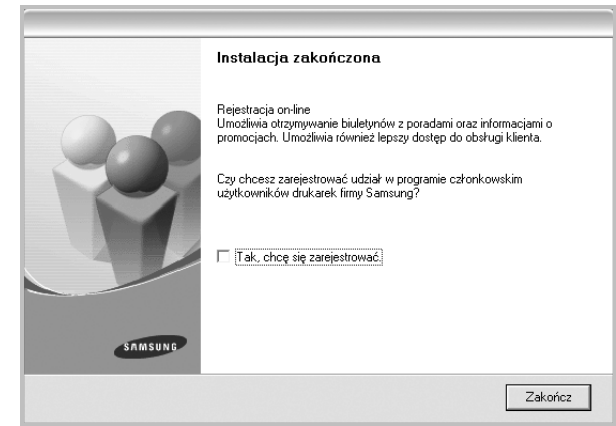 Instalacja zakończona
Rejestracja on-line
Umożliwia otrzymywanie biuletynów z poradami oraz informacjami o
promocjach. Umożliwia również lepszy dostęp do obsługi klienta.
Czy chcesz zarejestrować udział w programie członkowskim
użytkowników drukarek firmy Samsung?
Tak, chcę się zarejestrować.
SAMSUNG
Zakończ